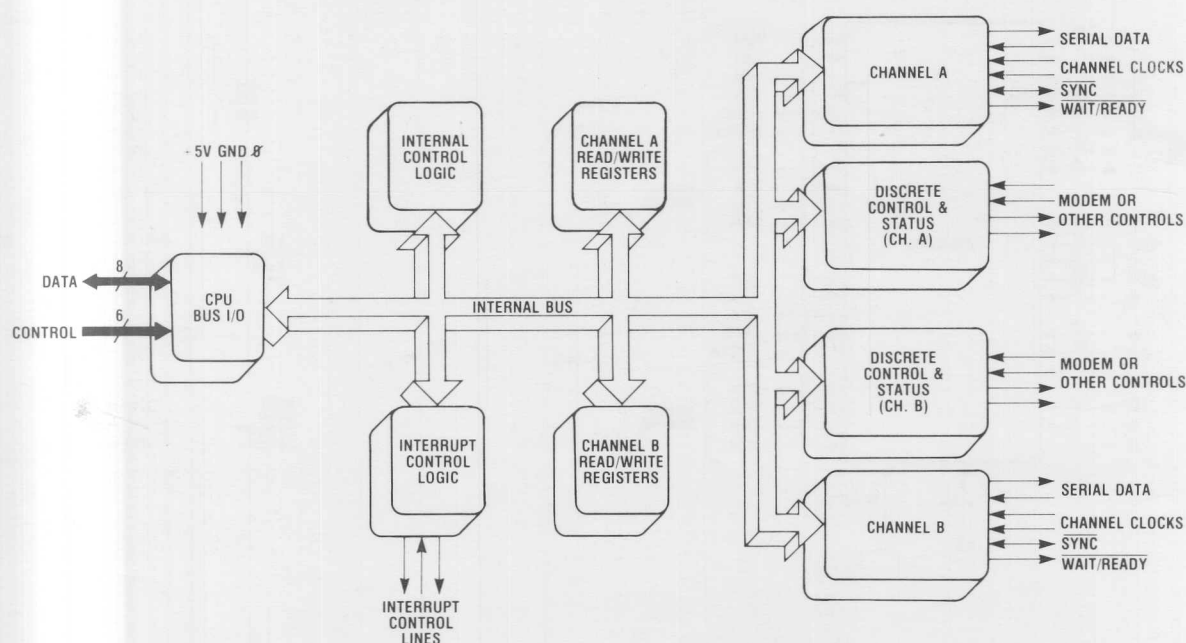 CHANNEL A
SERIAL DATA
CHANNEL CLOCKS
SYNC
WAIT/READY
INTERNAL
CONTROL
LOGIC
CHANNEL A
READ/WRITE
REGISTERS
5V GND
DISCRETE
CONTROL &
STATUS
(CH. A)
MODEM OR
OTHER CONTROLS
DATA
8
CONTROL
6
CPU
BUS I/O
INTERNAL BUS
DISCRETE
CONTROL &
STATUS
(CH. B)
MODEM OR
OTHER CONTROLS
INTERRUPT
CONTROL
LOGIC
CHANNEL B
READ/WRITE
REGISTERS
CHANNEL B
SERIAL DATA
CHANNEL CLOCKS
SYNC
WAIT/READY
INTERRUPT
CONTROL
LINES